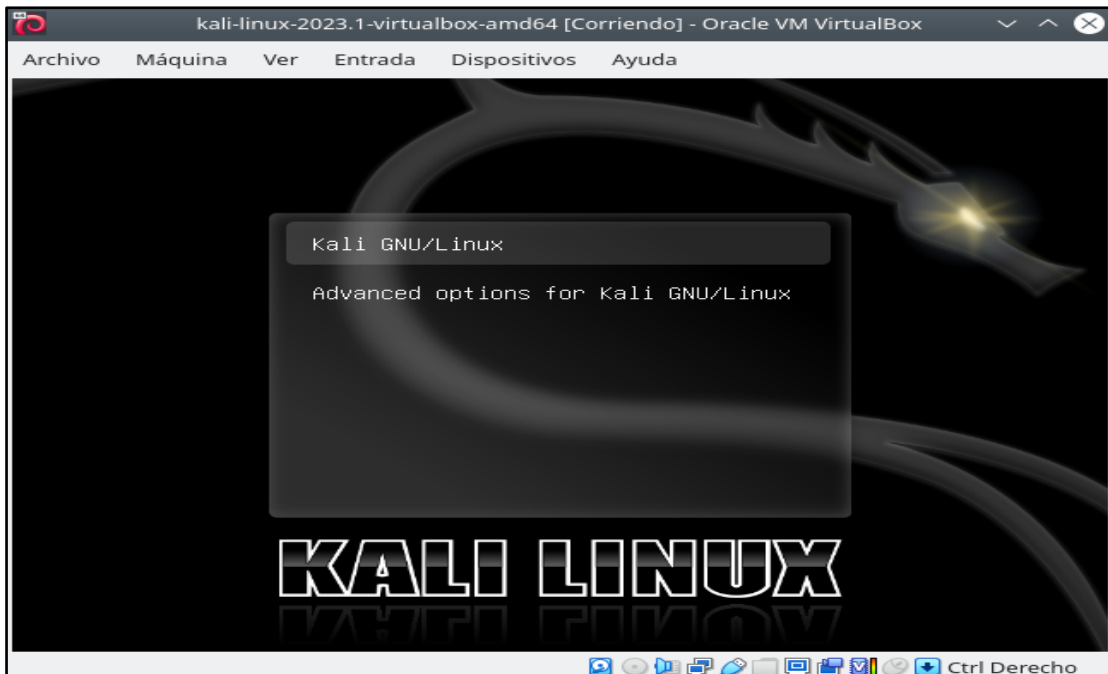 kali-linux-2023.1-virtualbox-amd64 [Corriendo] - Oracle VM VirtualBox
Archivo Máquina Ver Entrada Dispositivos Ayuda
Kali GNU/Linux
Advanced options for Kali GNU/Linux
KALI LINUX
Ctrl Derecho